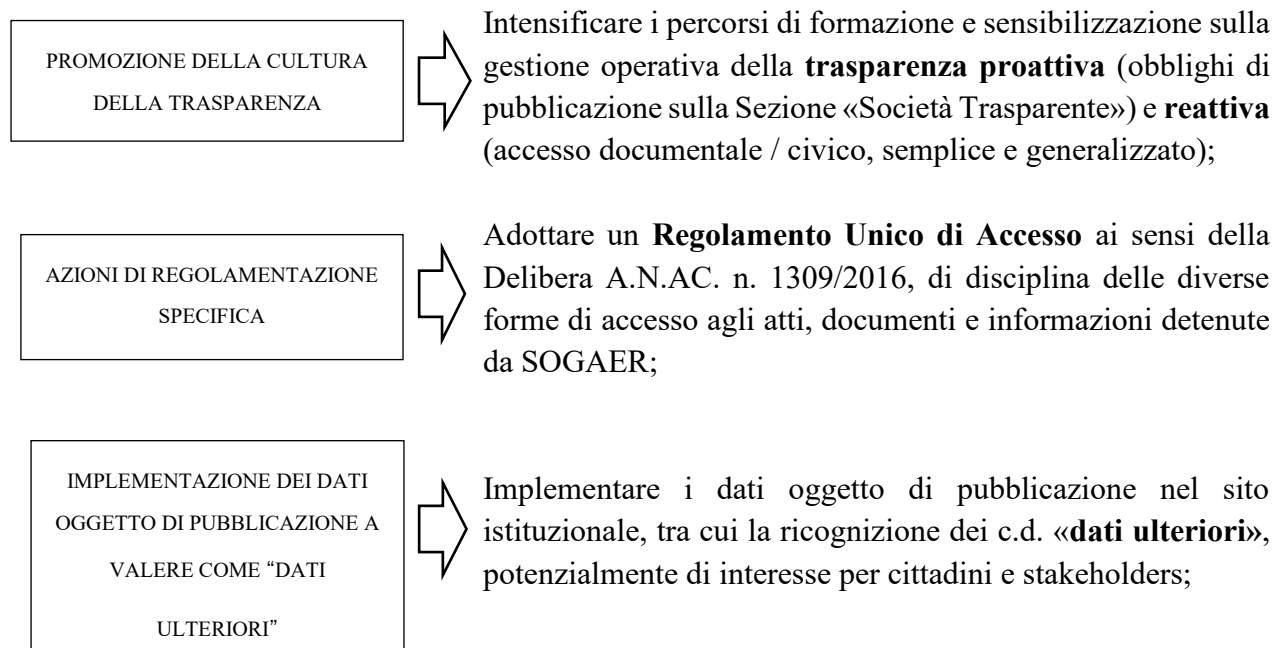 PROMOZIONE DELLA CULTURA
DELLA TRASPARENZA
Intensificare i percorsi di formazione e sensibilizzazione sulla
gestione operativa della trasparenza proattiva (obblighi di
pubblicazione sulla Sezione «Società Trasparente») e reattiva
(accesso documentale / civico, semplice e generalizzato);
AZIONI DI REGOLAMENTAZIONE
SPECIFICA
Adottare un Regolamento Unico di Accesso ai sensi della
Delibera A.N.AC. n. 1309/2016, di disciplina delle diverse
forme di accesso agli atti, documenti e informazioni detenute
da SOGAER;
IMPLEMENTAZIONE DEI DATI
OGGETTO DI PUBBLICAZIONE A
VALERE COME “DATI
ULTERIORI”
Implementare i dati oggetto di pubblicazione nel sito
istituzionale, tra cui la ricognizione dei c.d. «dati ulteriori»,
potenzialmente di interesse per cittadini e stakeholders;